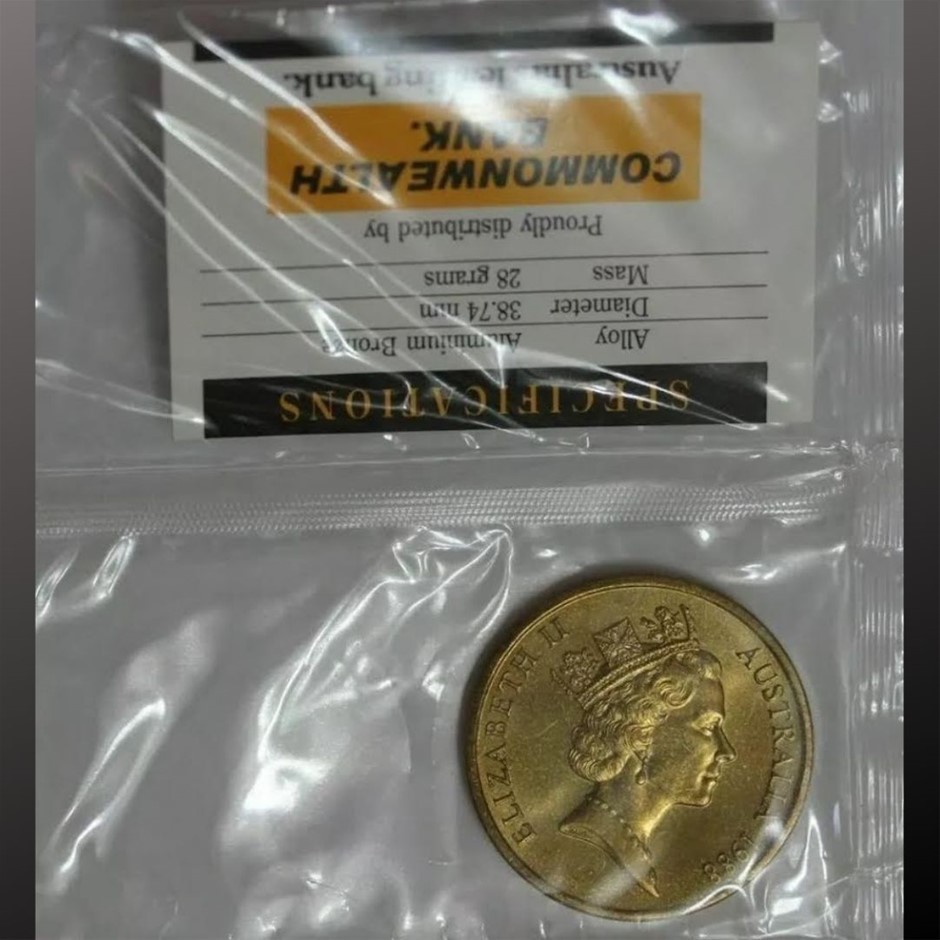 SPECIFICATIONS
Alloy Aluminium Bronze
Diameter 38.74 mm
Mass 28 grams
Proudly distributed by
COMMONWEALTH
BANK.
Australia's leading bank.
ELIZABETH II
AUSTRALIA 1988